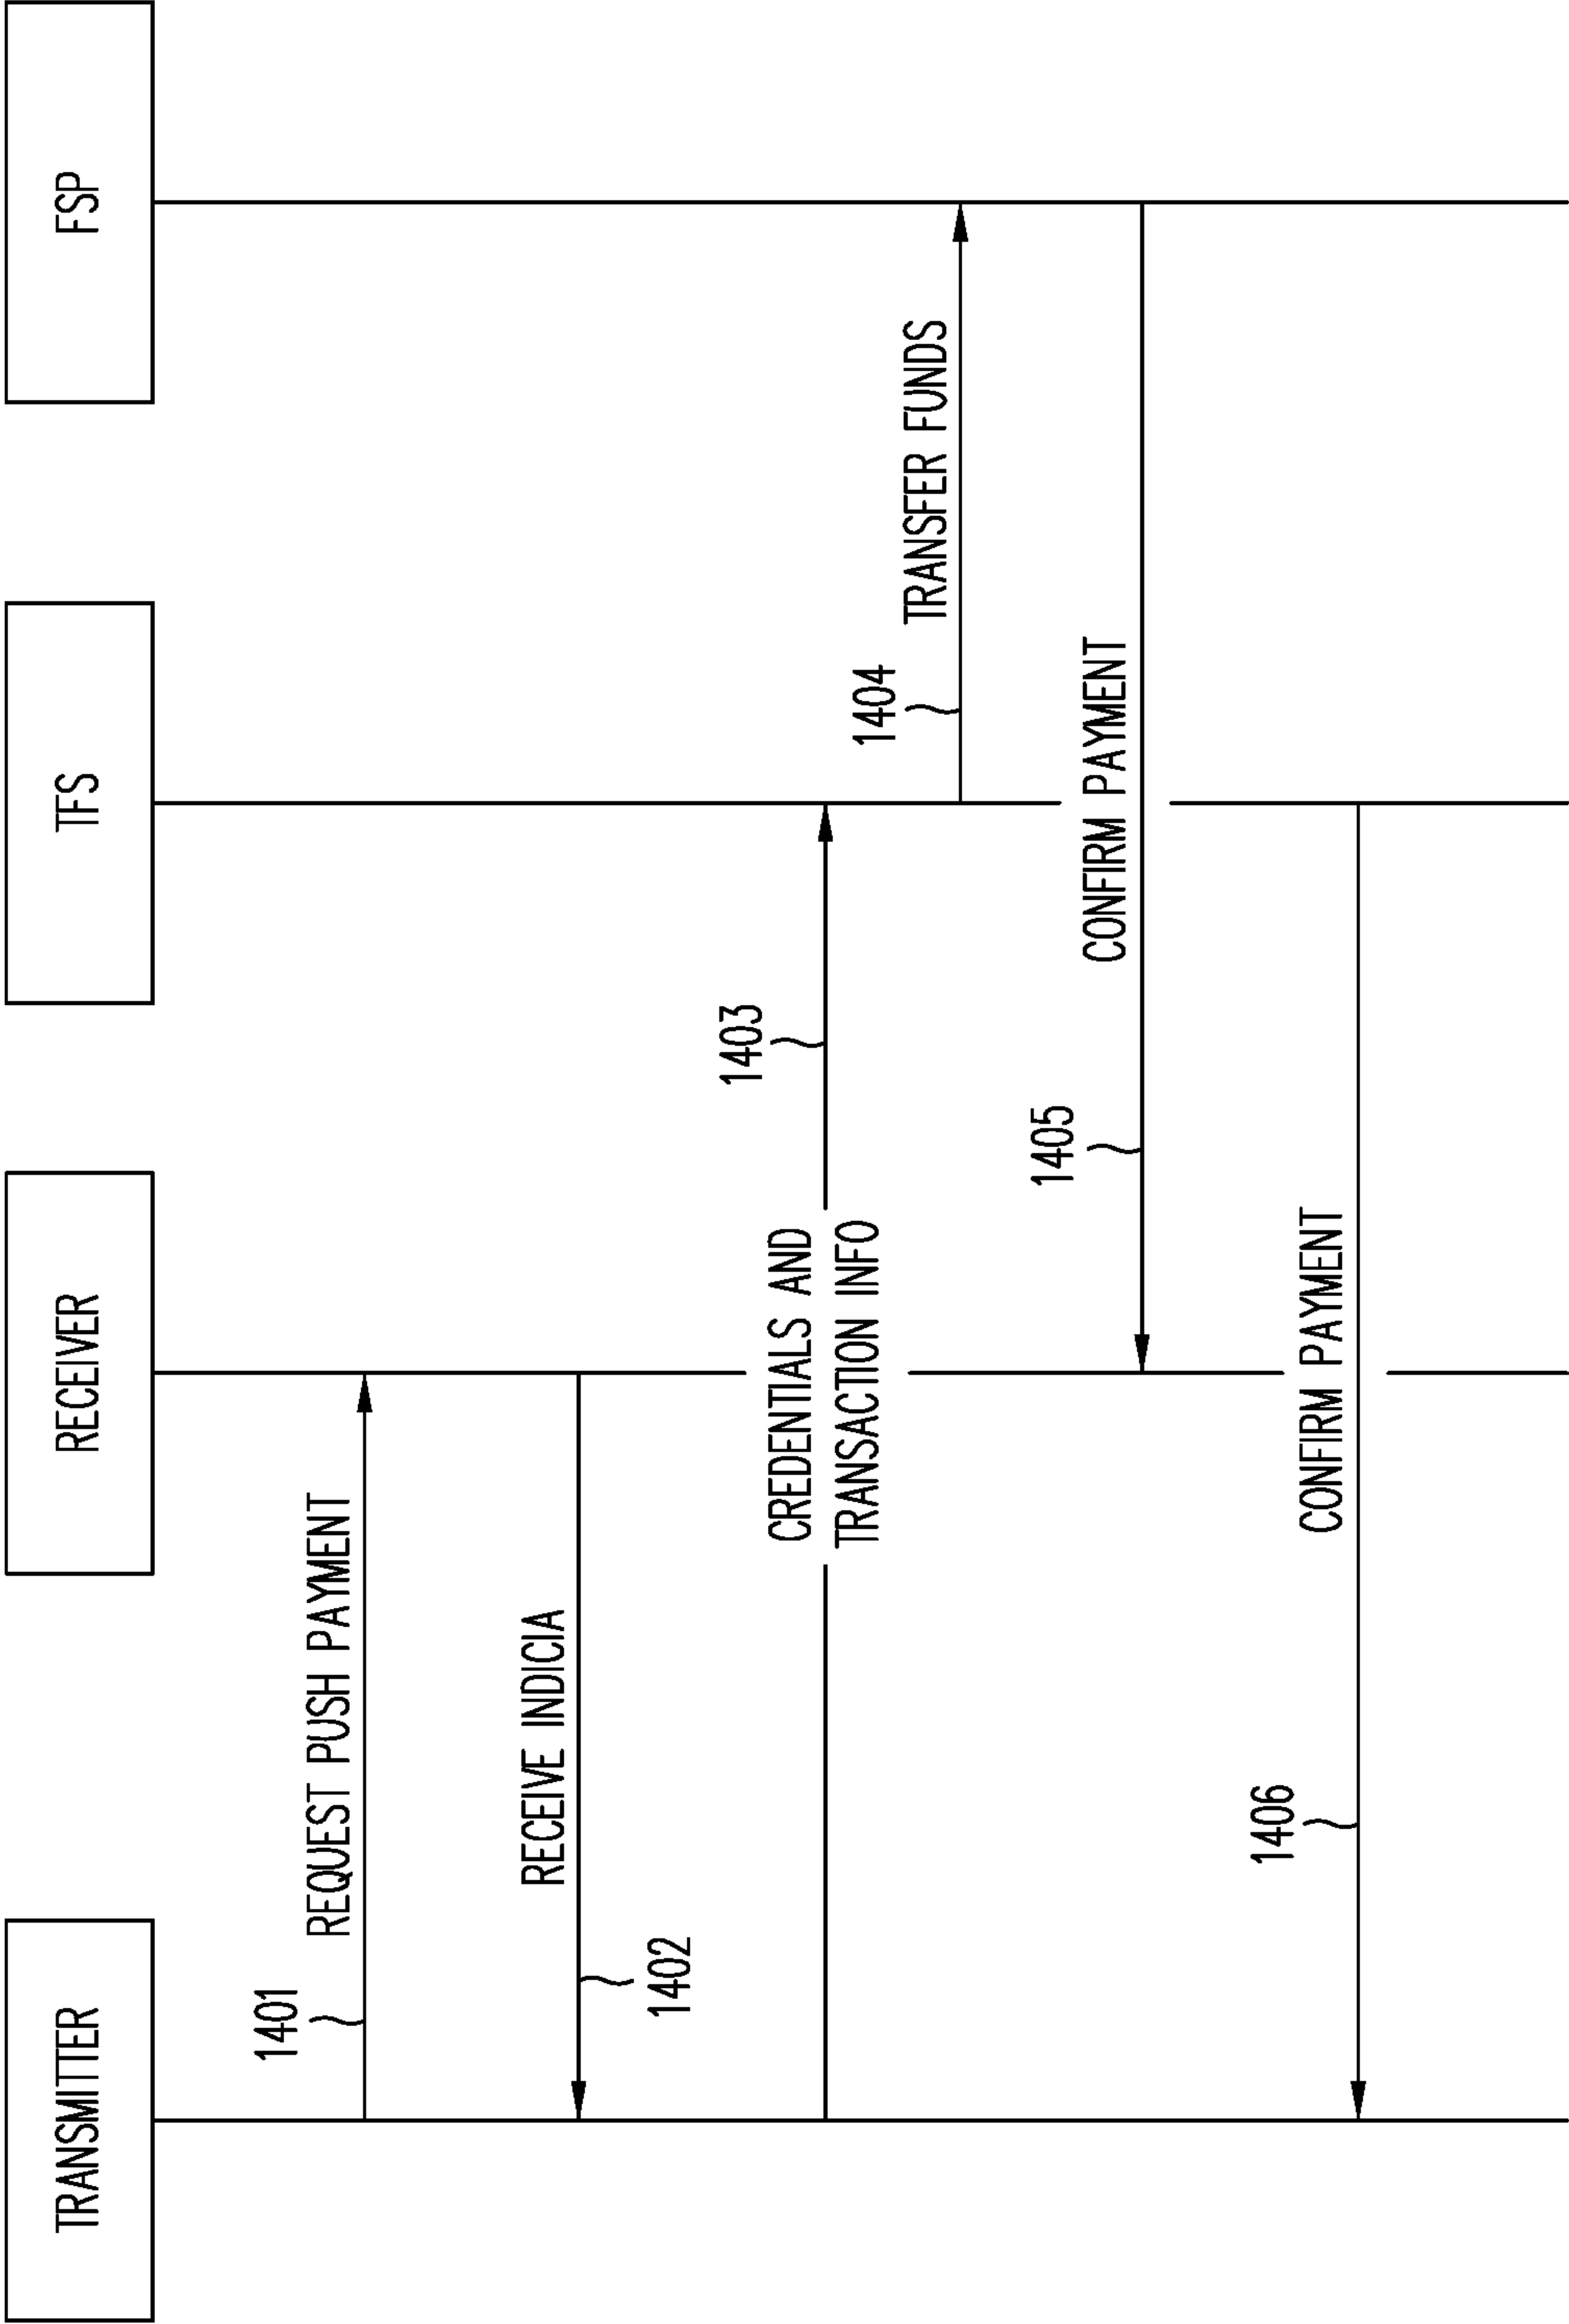 TRANSMITTER
RECEIVER
TFS
FSP
1401
REQUEST PUSH PAYMENT
RECEIVE INDICIA
1402
1403
CREDENTIALS AND
TRANSACTION INFO
1404
TRANSFER FUNDS
1405
CONFIRM PAYMENT
1406
CONFIRM PAYMENT